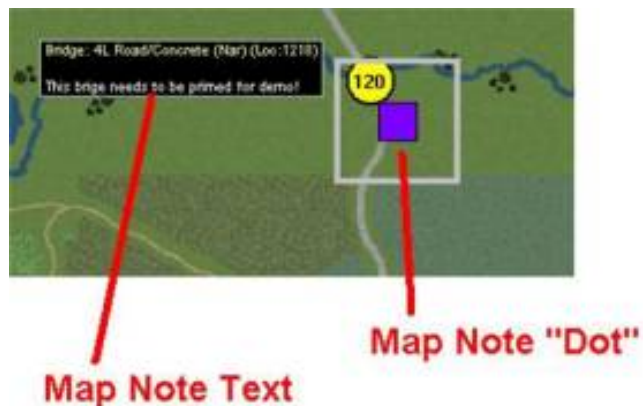 Bridge: 4L Road/Concrete (Nar) (Loc:1218)
This brige needs to be primed for demo!
120
Map Note "Dot"
Map Note Text